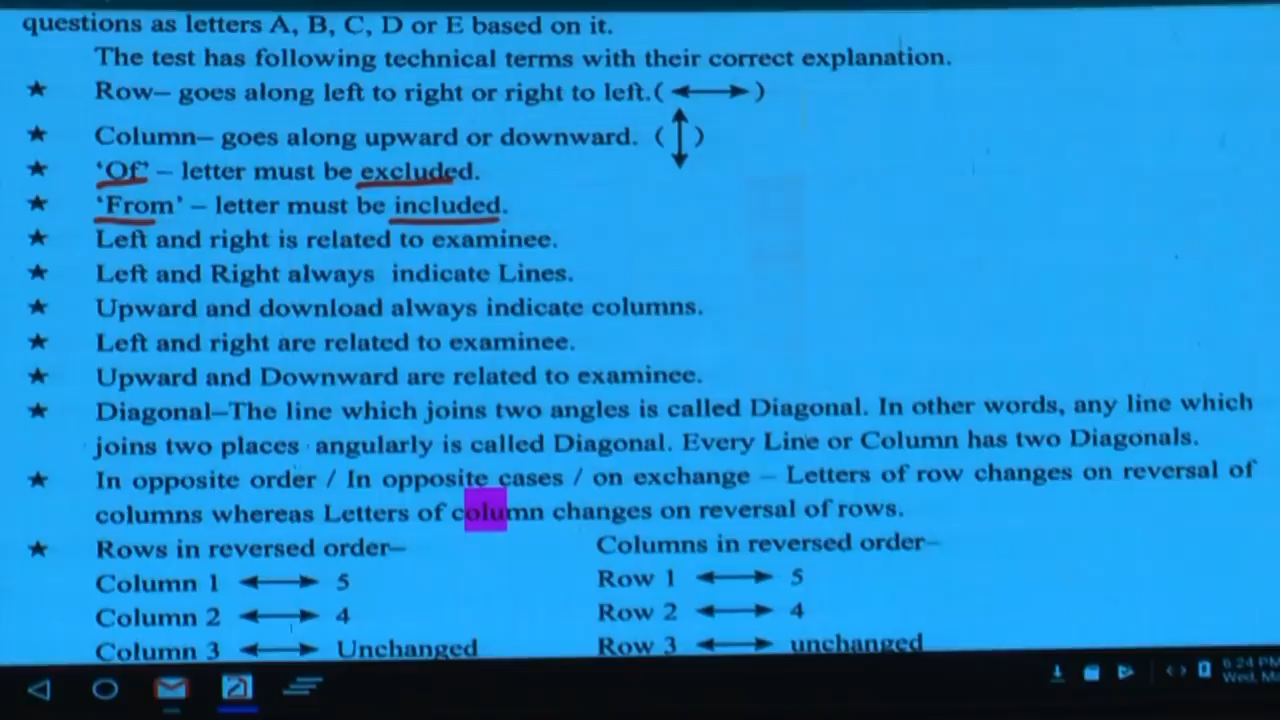 questions as letters A, B, C, D or E based on it.
The test has following technical terms with their correct explanation.
★ Row– goes along left to right or right to left.(⟷)
★ Column– goes along upward or downward. (↕)
★ 'Of' – letter must be excluded.
★ 'From' – letter must be included.
★ Left and right is related to examinee.
★ Left and Right always indicate Lines.
★ Upward and download always indicate columns.
★ Left and right are related to examinee.
★ Upward and Downward are related to examinee.
★ Diagonal–The line which joins two angles is called Diagonal. In other words, any line which
joins two places angularly is called Diagonal. Every Line or Column has two Diagonals.
★ In opposite order / In opposite cases / on exchange – Letters of row changes on reversal of
columns whereas Letters of column changes on reversal of rows.
★ Rows in reversed order– Columns in reversed order–
Column 1 ⟷ 5 Row 1 ⟷ 5
Column 2 ⟷ 4 Row 2 ⟷ 4
Column 3 ⟷ Unchanged Row 3 ⟷ unchanged
6:24 PM
Wed,